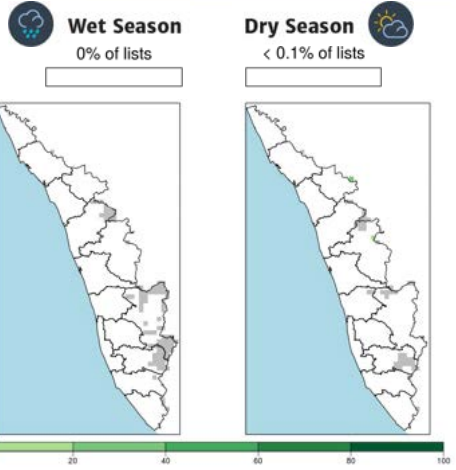 Wet Season
0% of lists
Dry Season
< 0.1% of lists
20 40 60 80 100